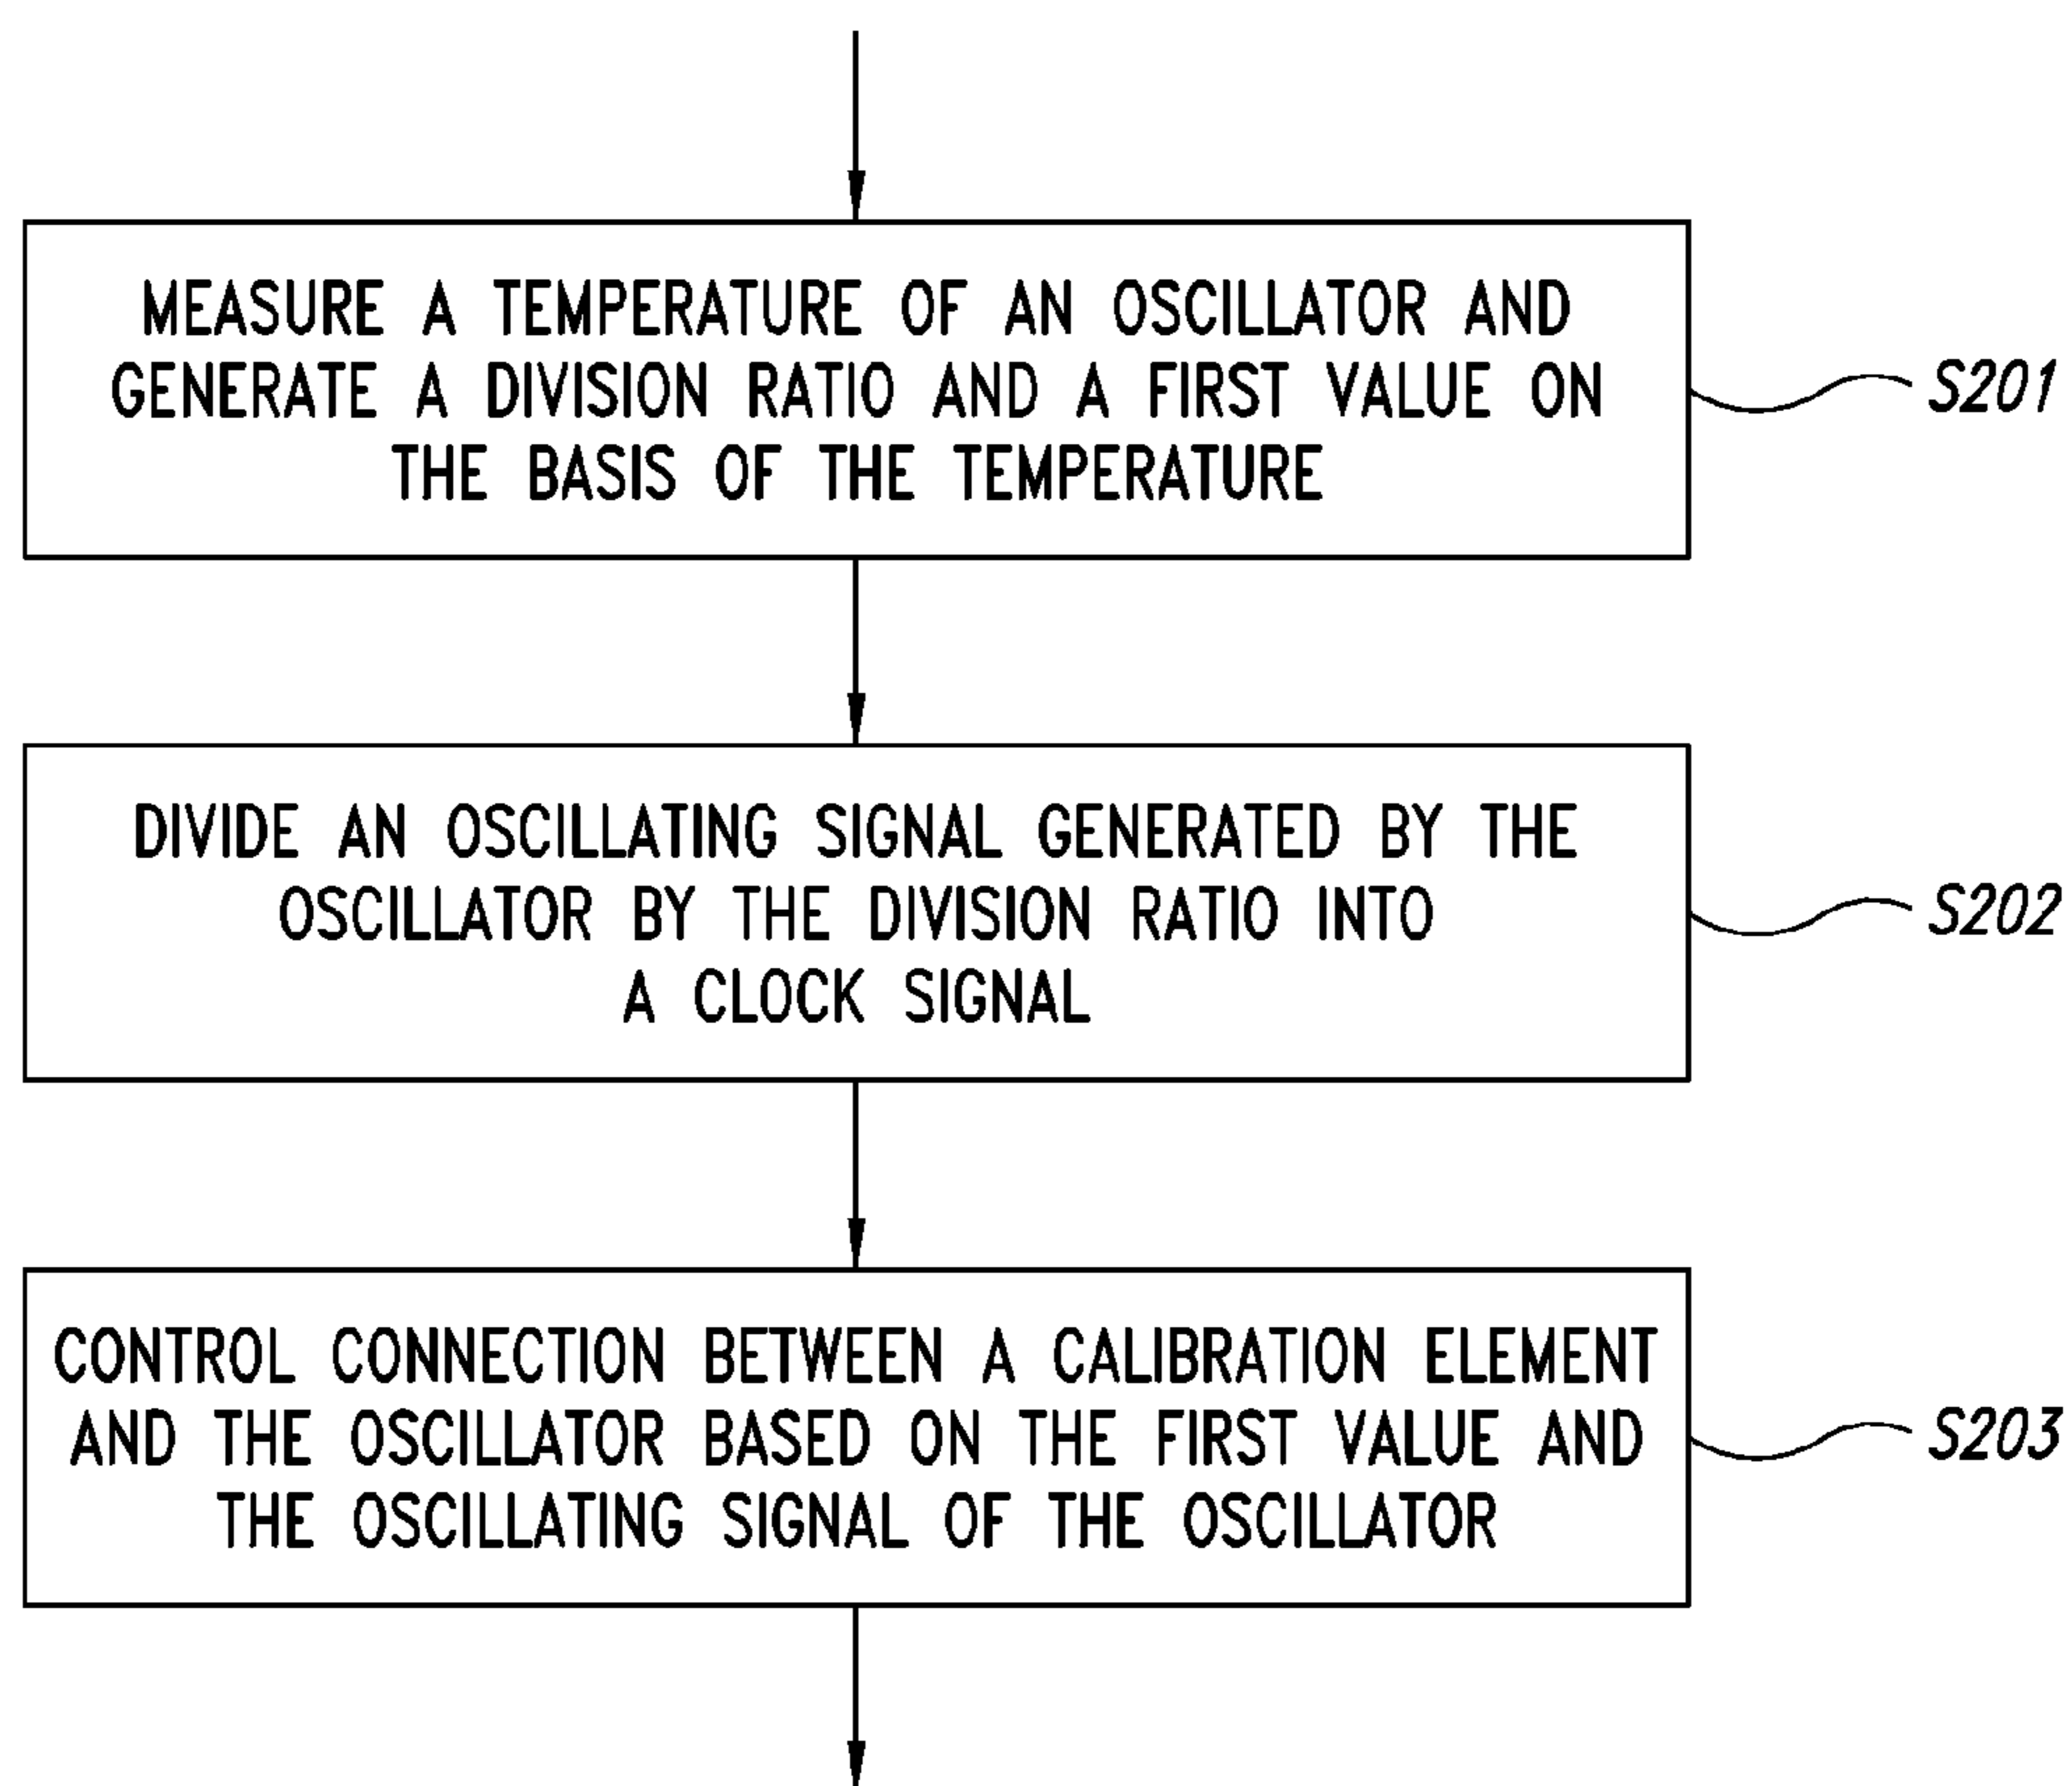 MEASURE A TEMPERATURE OF AN OSCILLATOR AND
GENERATE A DIVISION RATIO AND A FIRST VALUE ON
THE BASIS OF THE TEMPERATURE
S201
DIVIDE AN OSCILLATING SIGNAL GENERATED BY THE
OSCILLATOR BY THE DIVISION RATIO INTO
A CLOCK SIGNAL
S202
CONTROL CONNECTION BETWEEN A CALIBRATION ELEMENT
AND THE OSCILLATOR BASED ON THE FIRST VALUE AND
THE OSCILLATING SIGNAL OF THE OSCILLATOR
S203